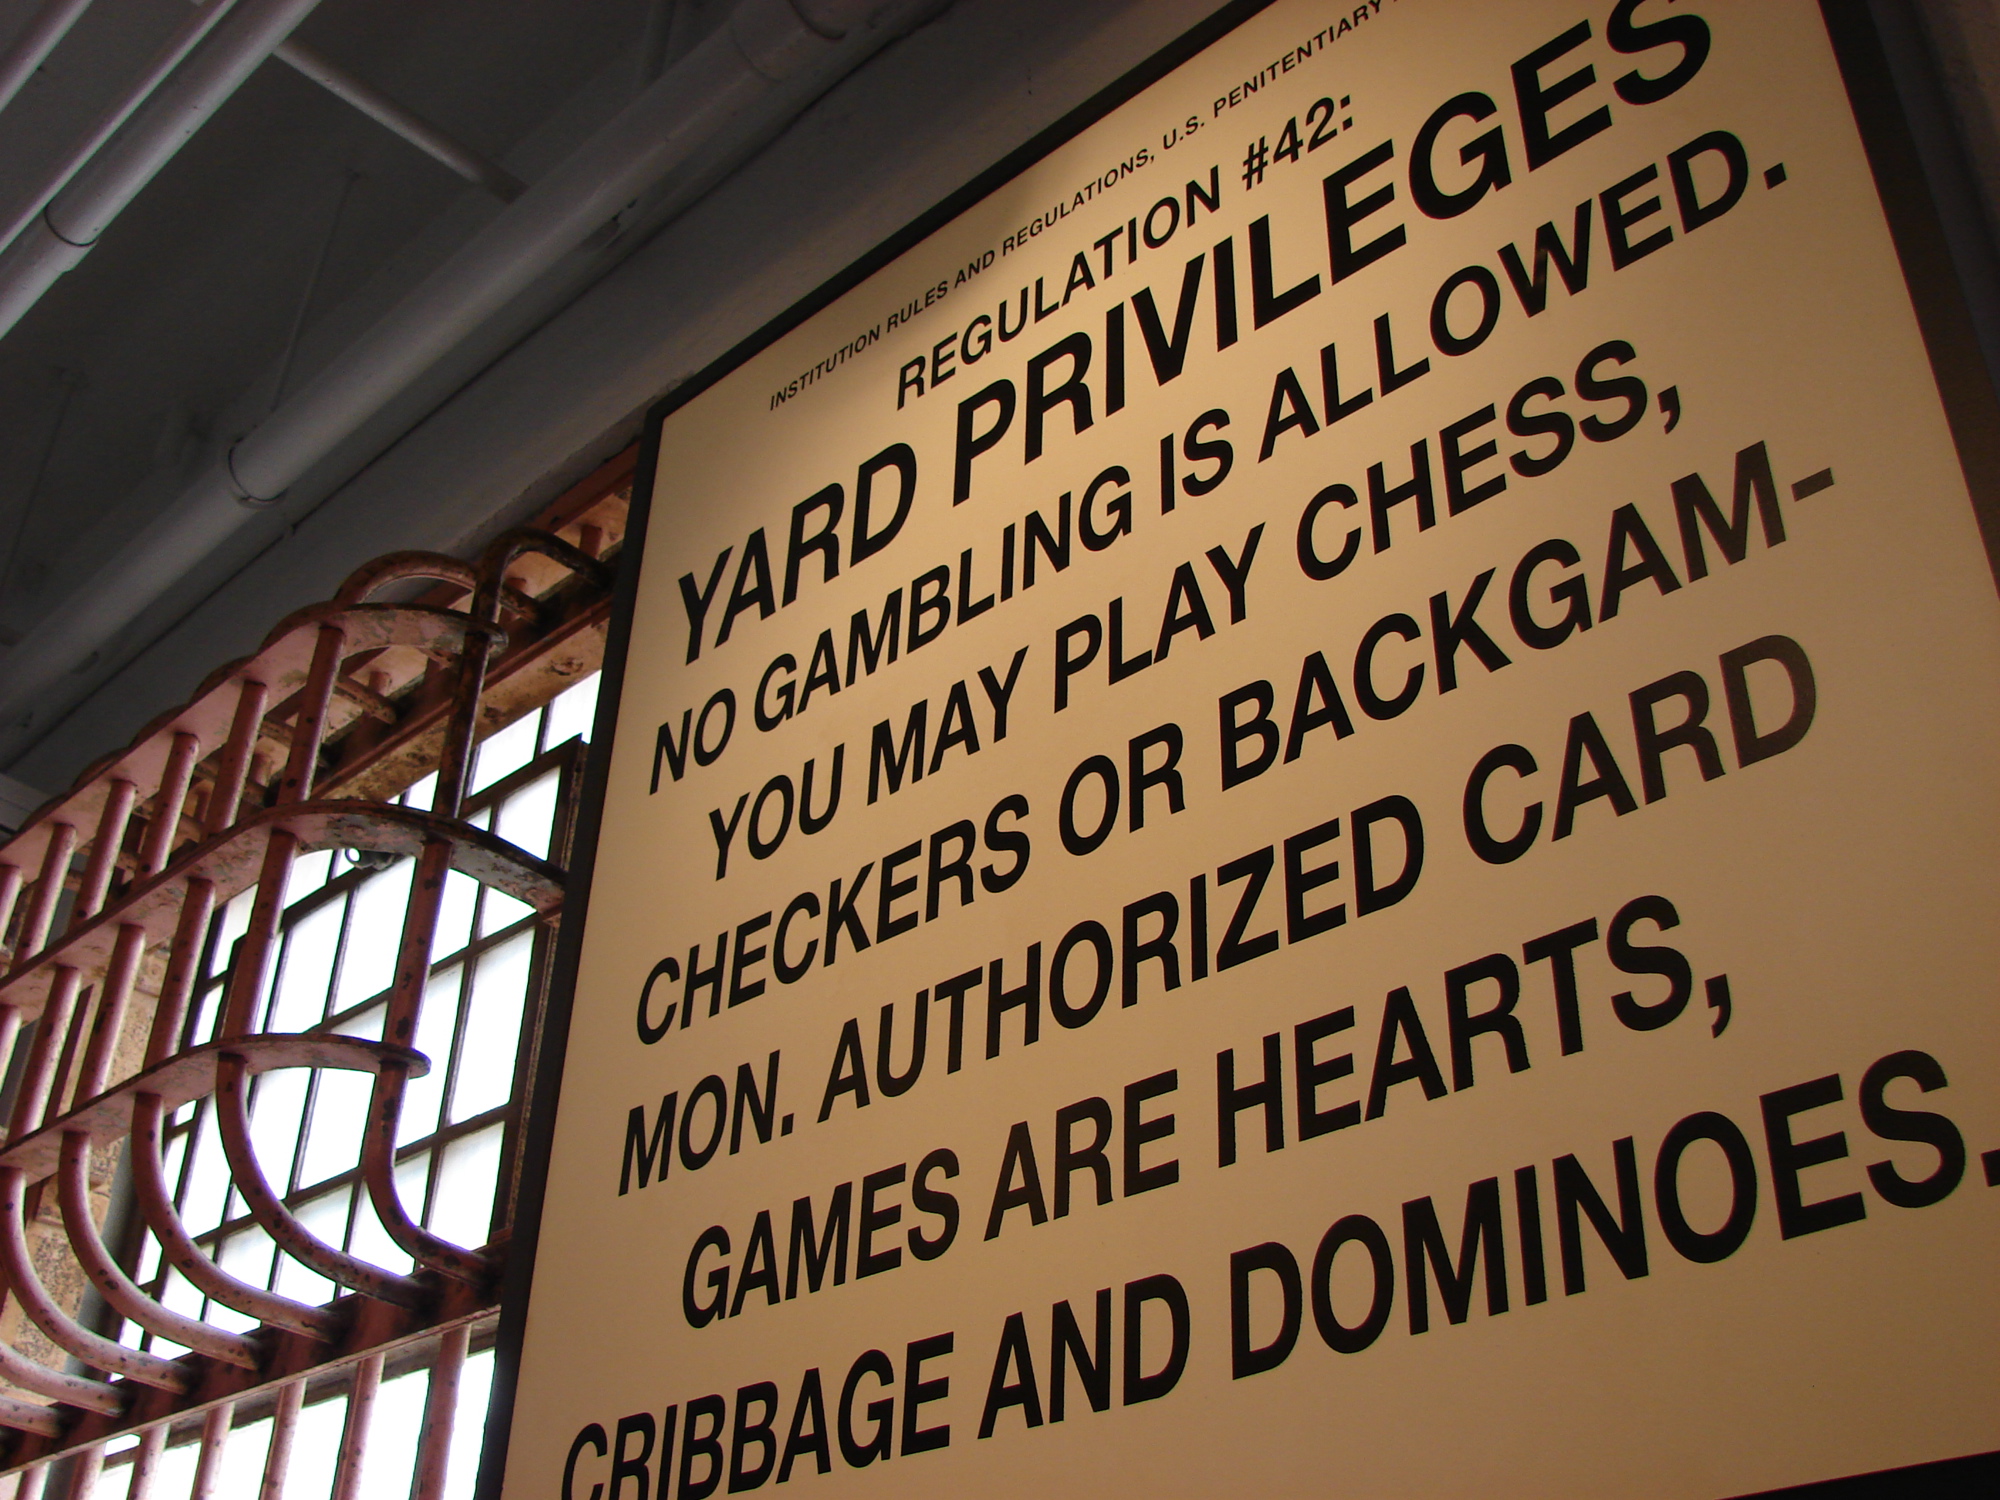 INSTITUTION RULES AND REGULATIONS, U.S. PENITENTIARY
REGULATION #42:
YARD PRIVILEGES
NO GAMBLING IS ALLOWED.
YOU MAY PLAY CHESS,
CHECKERS OR BACKGAM-
MON. AUTHORIZED CARD
GAMES ARE HEARTS,
CRIBBAGE AND DOMINOES.